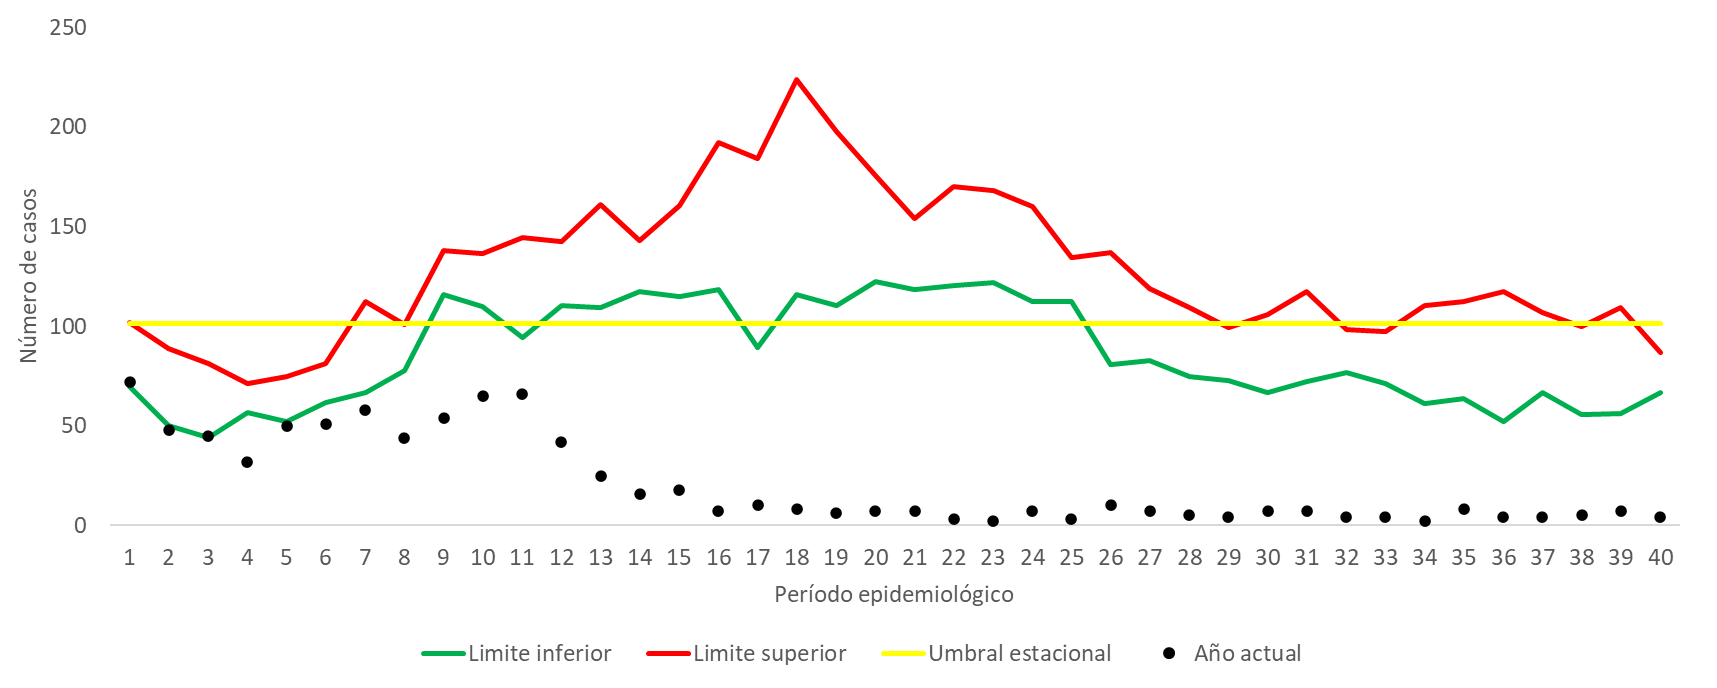 250
200
150
100
50
0
Número de casos
1 2 3 4 5 6 7 8 9 10 11 12 13 14 15 16 17 18 19 20 21 22 23 24 25 26 27 28 29 30 31 32 33 34 35 36 37 38 39 40
Período epidemiológico
Limite inferior Limite superior Umbral estacional Año actual